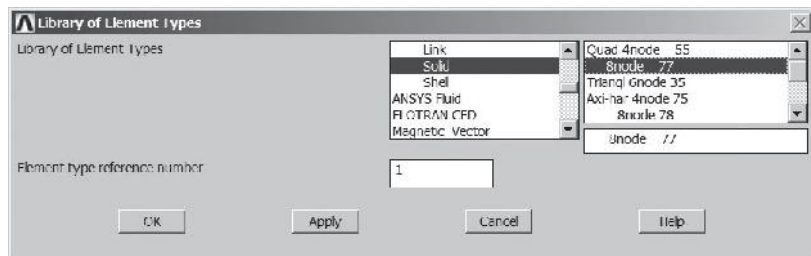 Library of Element Types
Library of Element Types
Link
Solid
Shell
ANSYS Fluid
FLOTRAN CFD
Magnetic Vector
Quad 4node 55
8node 77
Triangl 6node 35
Axi-har 4node 75
8node 78
8node 77
Element type reference number
1
OK
Apply
Cancel
Help